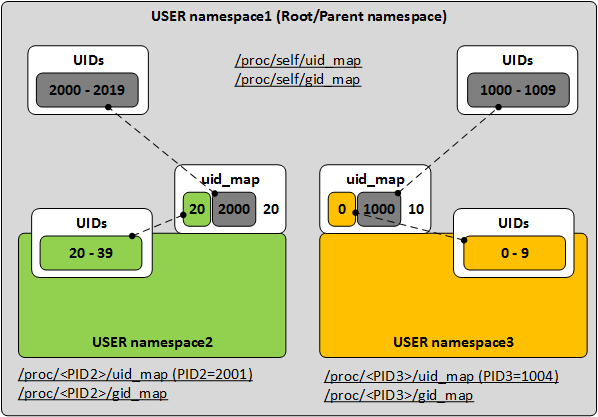 USER namespace1 (Root/Parent namespace)
UIDs
2000 - 2019
/proc/self/uid_map
/proc/self/gid_map
UIDs
1000 - 1009
uid_map
20 2000 20
uid_map
0 1000 10
UIDs
20 - 39
UIDs
0 - 9
USER namespace2
USER namespace3
/proc/<PID2>/uid_map (PID2=2001)
/proc/<PID2>/gid_map
/proc/<PID3>/uid_map (PID3=1004)
/proc/<PID3>/gid_map